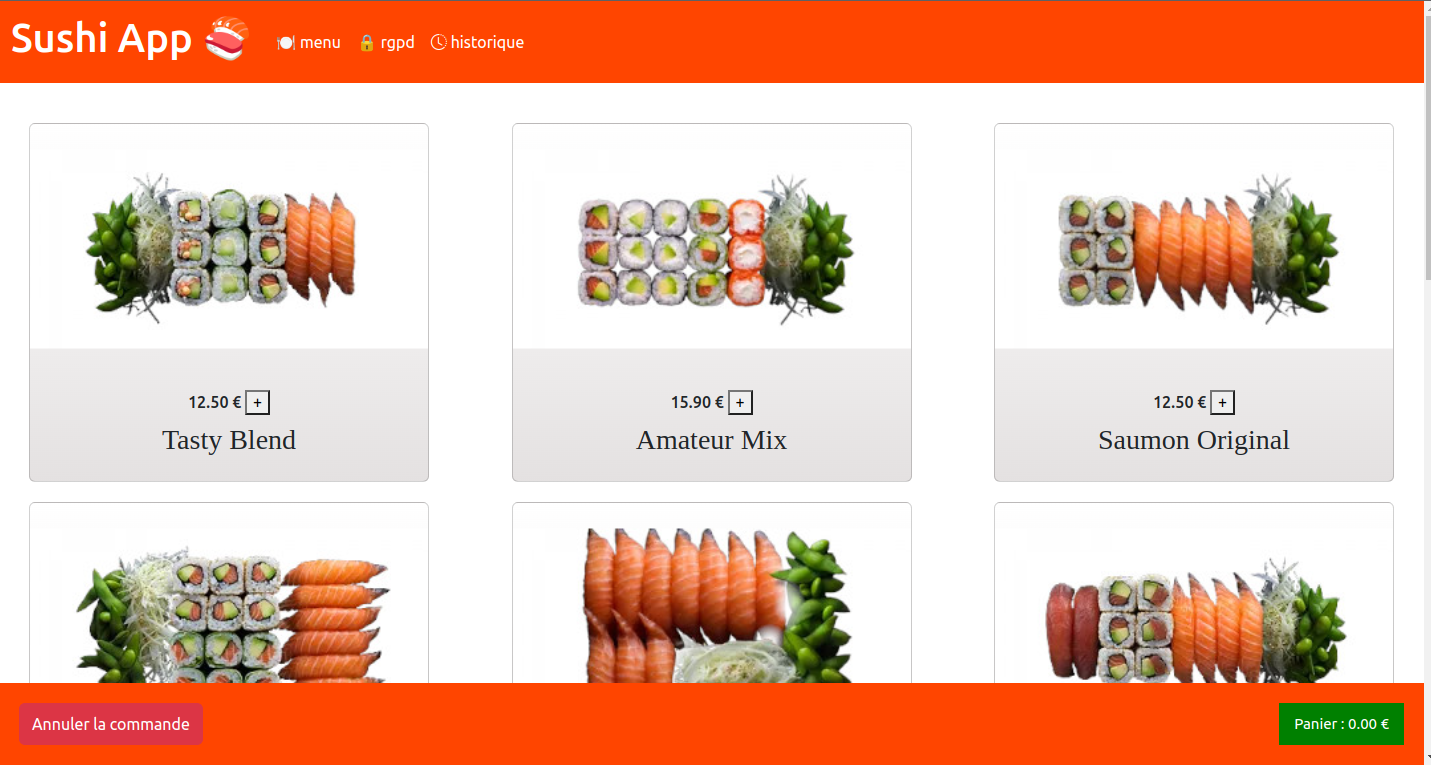 Sushi App 🍣 🍽️ menu 🔒 rgpd historique
12.50 € +
Tasty Blend
15.90 € +
Amateur Mix
12.50 € +
Saumon Original
Annuler la commande
Panier : 0.00 €